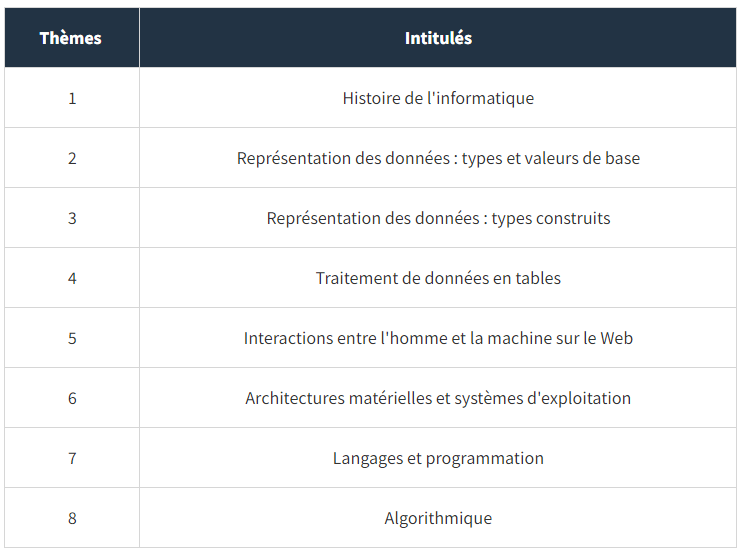 Thèmes Intitulés
1 Histoire de l'informatique
2 Représentation des données : types et valeurs de base
3 Représentation des données : types construits
4 Traitement de données en tables
5 Interactions entre l'homme et la machine sur le Web
6 Architectures matérielles et systèmes d'exploitation
7 Langages et programmation
8 Algorithmique